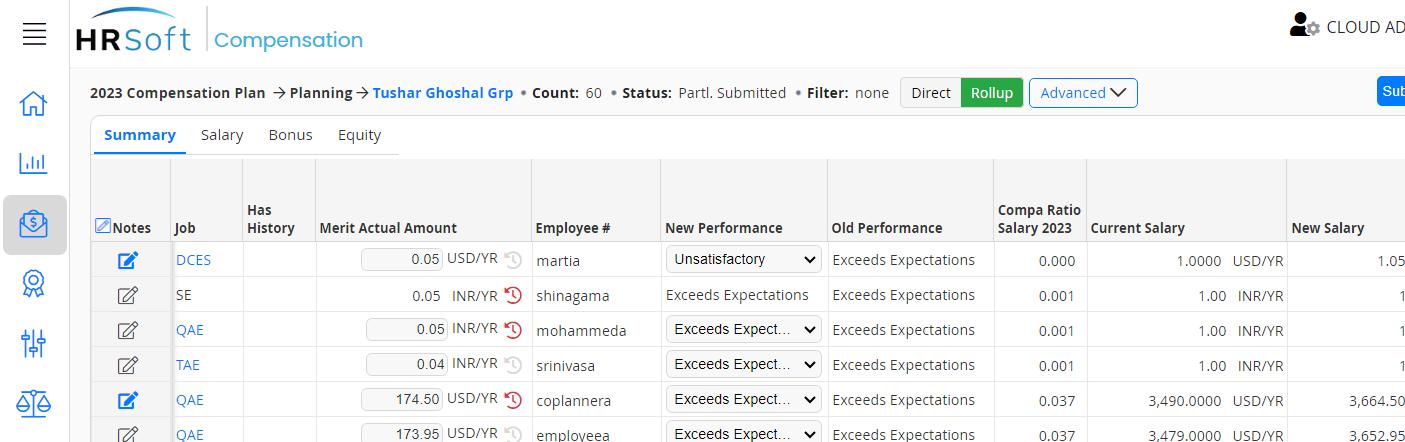 HRSoft Compensation
CLOUD AD
2023 Compensation Plan → Planning → Tushar Ghoshal Grp • Count: 60 • Status: Partl. Submitted • Filter: none Direct Rollup Advanced Sub
Summary Salary Bonus Equity
Notes Job Has History Merit Actual Amount Employee # New Performance Old Performance Compa Ratio Salary 2023 Current Salary New Salary
DCES 0.05 USD/YR martia Unsatisfactory Exceeds Expectations 0.000 1.0000 USD/YR 1.05
SE 0.05 INR/YR shinagama Exceeds Expectations Exceeds Expectations 0.001 1.00 INR/YR 1
QAE 0.05 INR/YR mohammeda Exceeds Expect... Exceeds Expectations 0.001 1.00 INR/YR 1
TAE 0.04 INR/YR srinivasa Exceeds Expect... Exceeds Expectations 0.001 1.00 INR/YR 1
QAE 174.50 USD/YR coplannera Exceeds Expect... Exceeds Expectations 0.037 3,490.0000 USD/YR 3,664.50
QAE 173.95 USD/YR employeea Exceeds Expect... Exceeds Expectations 0.037 3,479.0000 USD/YR 3,652.95